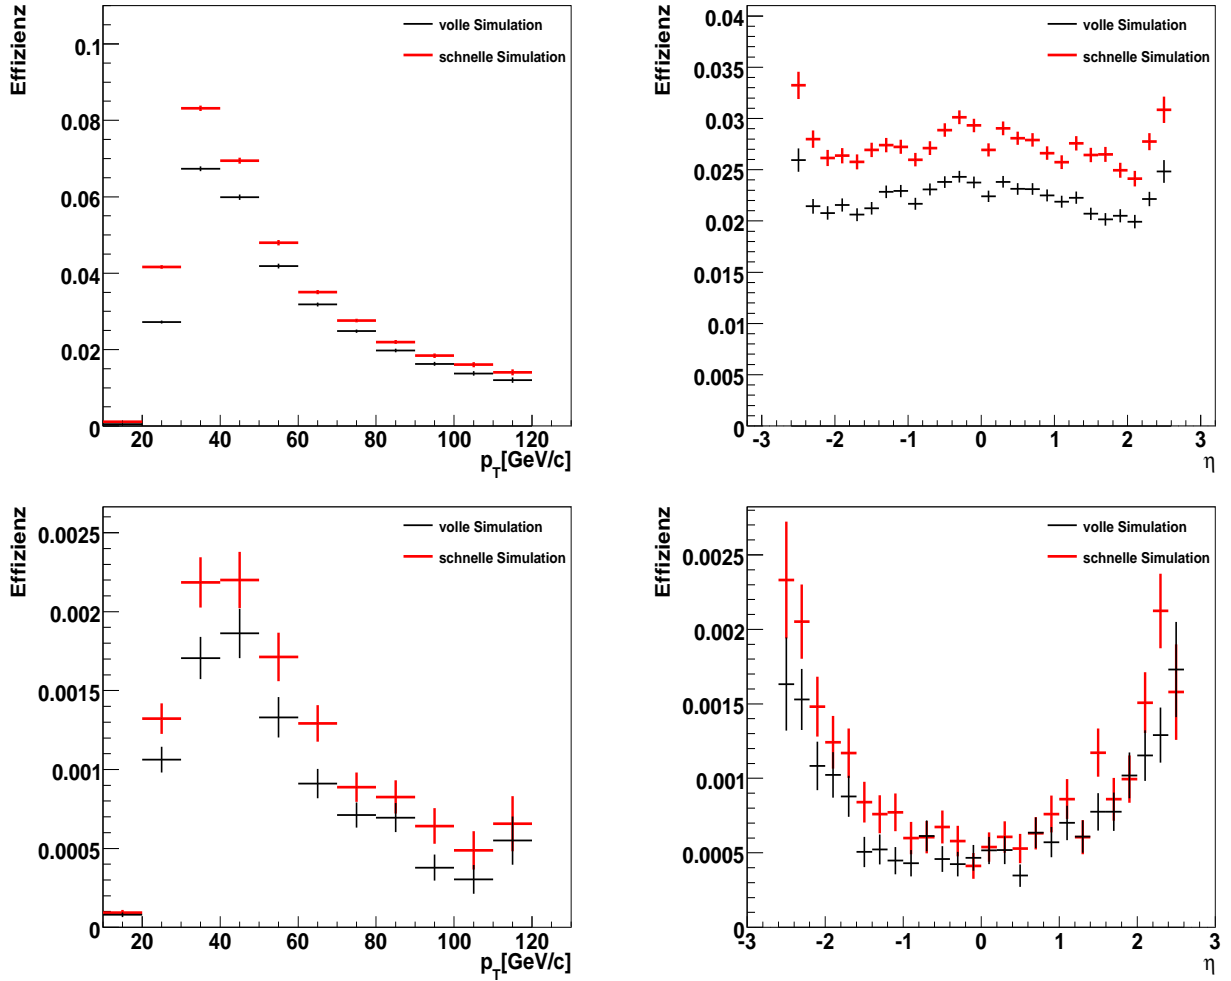 Effizienz
volle Simulation
schnelle Simulation
0.1
0.08
0.06
0.04
0.02
0
20 40 60 80 100 120
p_T[GeV/c]
Effizienz
volle Simulation
schnelle Simulation
0.04
0.035
0.03
0.025
0.02
0.015
0.01
0.005
0
-3 -2 -1 0 1 2 3
η
Effizienz
volle Simulation
schnelle Simulation
0.0025
0.002
0.0015
0.001
0.0005
0
20 40 60 80 100 120
p_T[GeV/c]
Effizienz
volle Simulation
schnelle Simulation
0.0025
0.002
0.0015
0.001
0.0005
0
-3 -2 -1 0 1 2 3
η